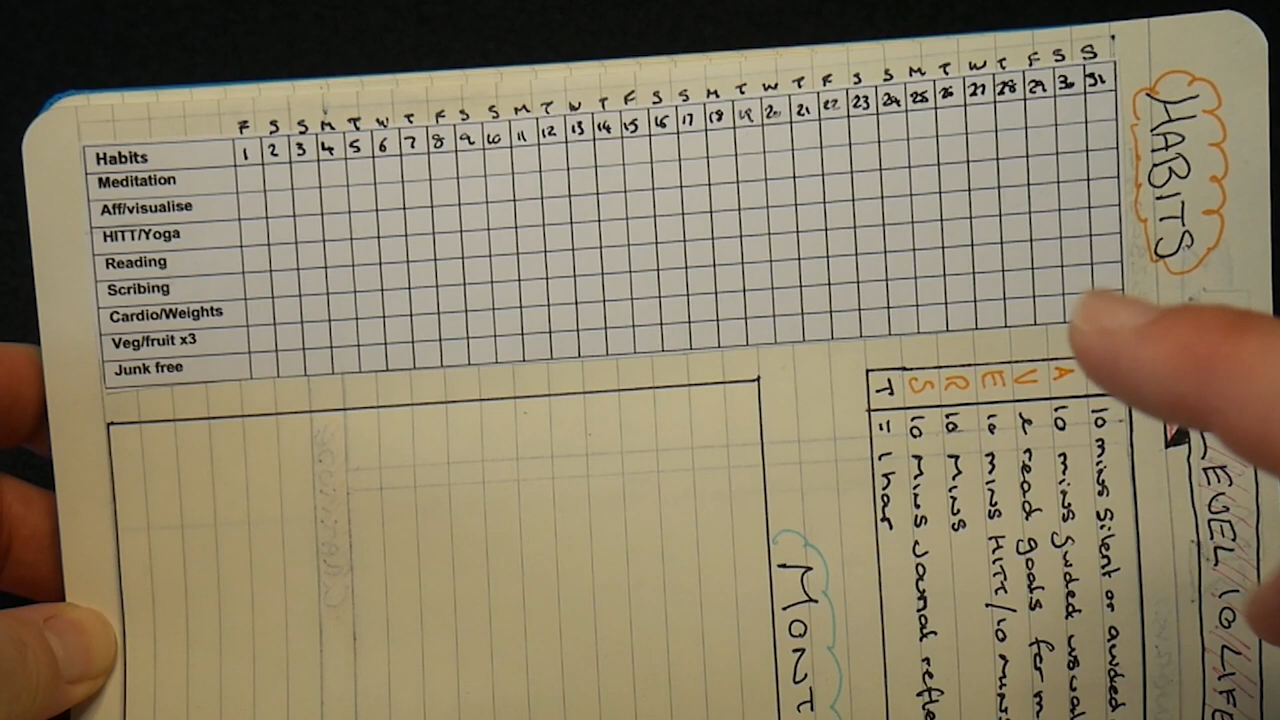 HABITS
F S S M T W T F S S M T W T F S S M T W T F S S M T W T F S S
Habits 1 2 3 4 5 6 7 8 9 10 11 12 13 14 15 16 17 18 19 20 21 22 23 24 25 26 27 28 29 30 31
Meditation
Aff/visualise
HITT/Yoga
Reading
Scribing
Cardio/Weights
Veg/fruit x3
Junk free
LEVEL 10 LIFE
10 mins Silent or guided
A 10 mins guided
V read goals for
E 10 mins HITT/10 mins
R 10 MINS
S 10 MINS Journal
T = 1 hour
MONT